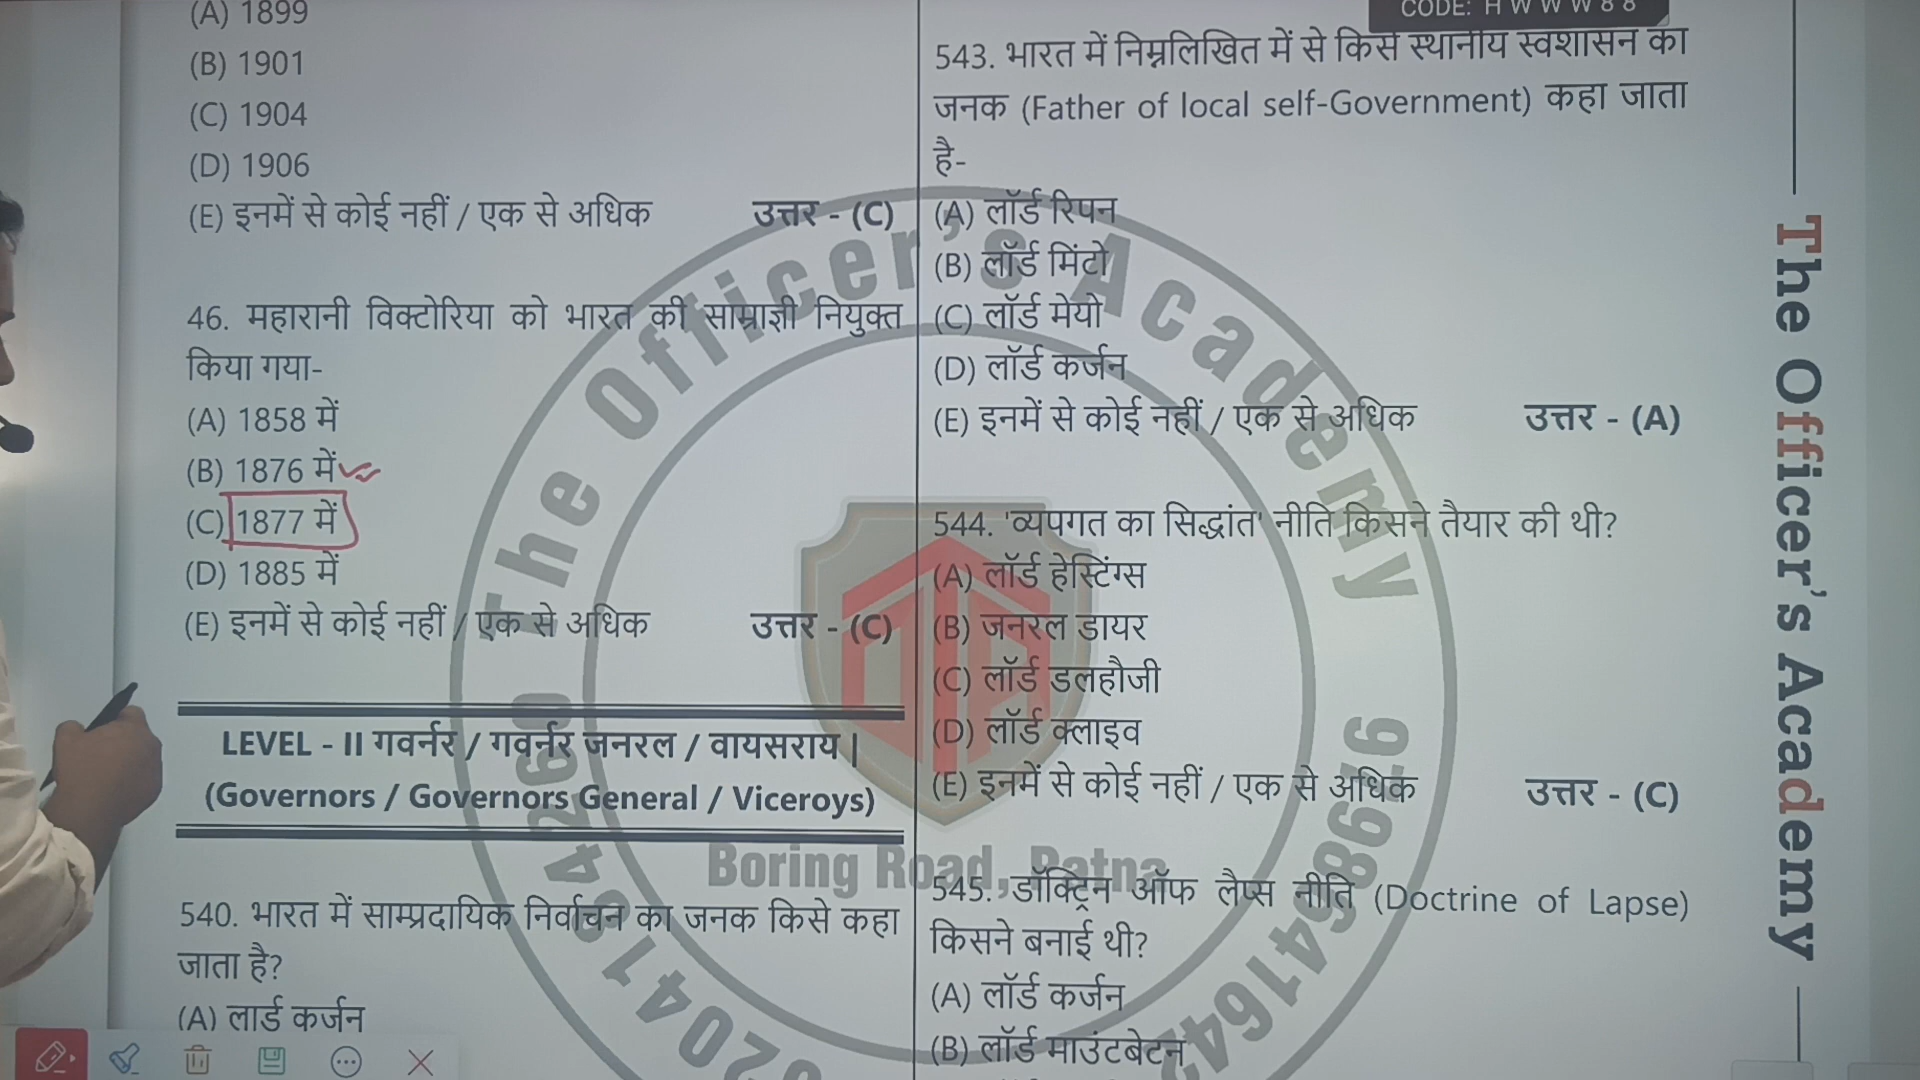 (A) 1899
(B) 1901
(C) 1904
(D) 1906
(E) इनमें से कोई नहीं / एक से अधिक उत्तर - (C)
46. महारानी विक्टोरिया को भारत की साम्राज्ञी नियुक्त
किया गया-
(A) 1858 में
(B) 1876 में
(C) 1877 में
(D) 1885 में
(E) इनमें से कोई नहीं / एक से अधिक उत्तर - (C)
LEVEL - II गवर्नर / गवर्नर जनरल / वायसराय |
(Governors / Governors General / Viceroys)
540. भारत में साम्प्रदायिक निर्वाचन का जनक किसे कहा
जाता है?
(A) लार्ड कर्जन
CODE: H W W W 8 8
543. भारत में निम्नलिखित में से किसे स्थानीय स्वशासन का
जनक (Father of local self-Government) कहा जाता
है-
(A) लॉर्ड रिपन
(B) लॉर्ड मिंटो
(C) लॉर्ड मेयो
(D) लॉर्ड कर्जन
(E) इनमें से कोई नहीं / एक से अधिक उत्तर - (A)
544. 'व्यपगत का सिद्धांत' नीति किसने तैयार की थी?
(A) लॉर्ड हेस्टिंग्स
(B) जनरल डायर
(C) लॉर्ड डलहौजी
(D) लॉर्ड क्लाइव
(E) इनमें से कोई नहीं / एक से अधिक उत्तर - (C)
545. डॉक्ट्रिन ऑफ लैप्स नीति (Doctrine of Lapse)
किसने बनाई थी?
(A) लॉर्ड कर्जन
(B) लॉर्ड माउंटबेटन
The Officer's Academy
Boring Road, Patna
The Officer's Academy